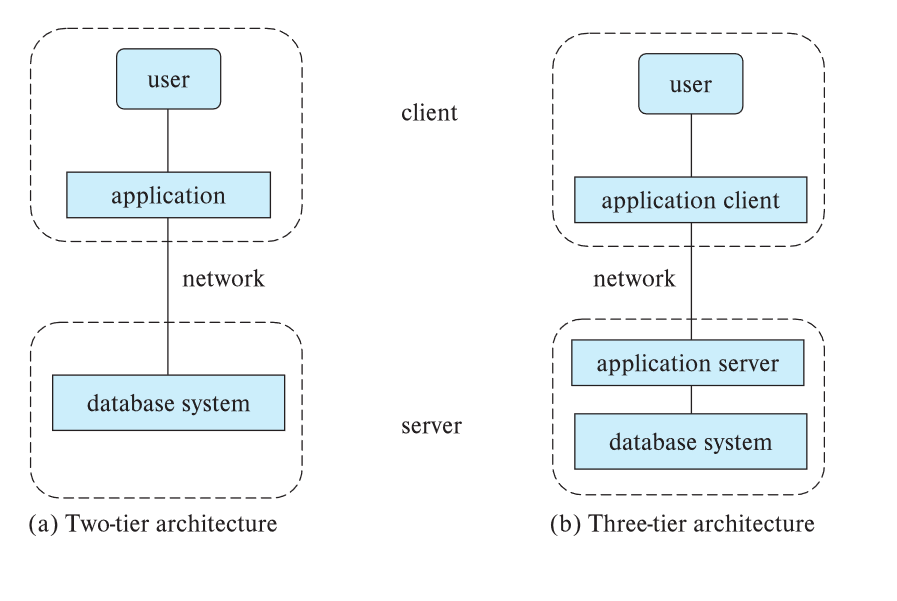 user
application
network
database system
(a) Two-tier architecture
client
server
user
application client
network
application server
database system
(b) Three-tier architecture